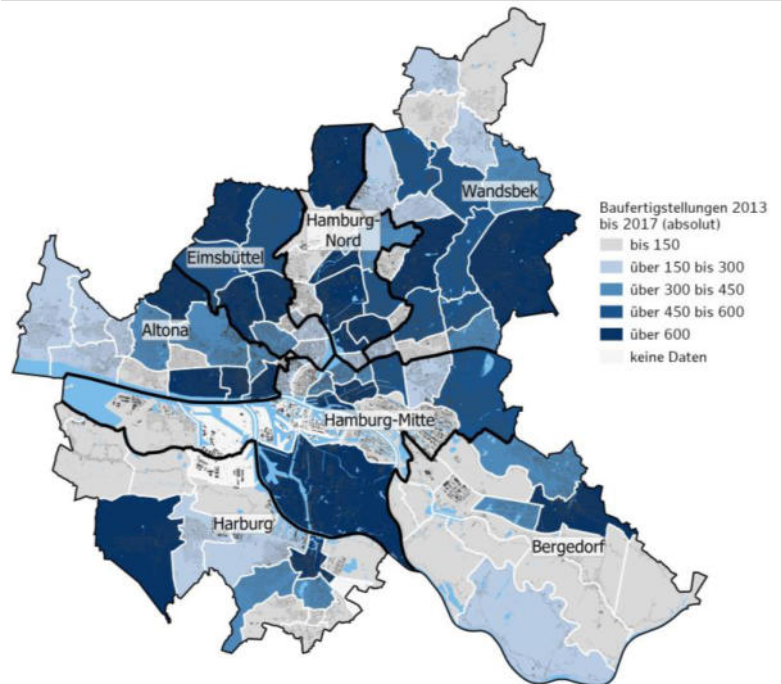 Wandsbek
Hamburg-
Nord
Eimsbüttel
Altona
Hamburg-Mitte
Harburg
Bergedorf
Baufertigstellungen 2013
bis 2017 (absolut)
bis 150
über 150 bis 300
über 300 bis 450
über 450 bis 600
über 600
keine Daten